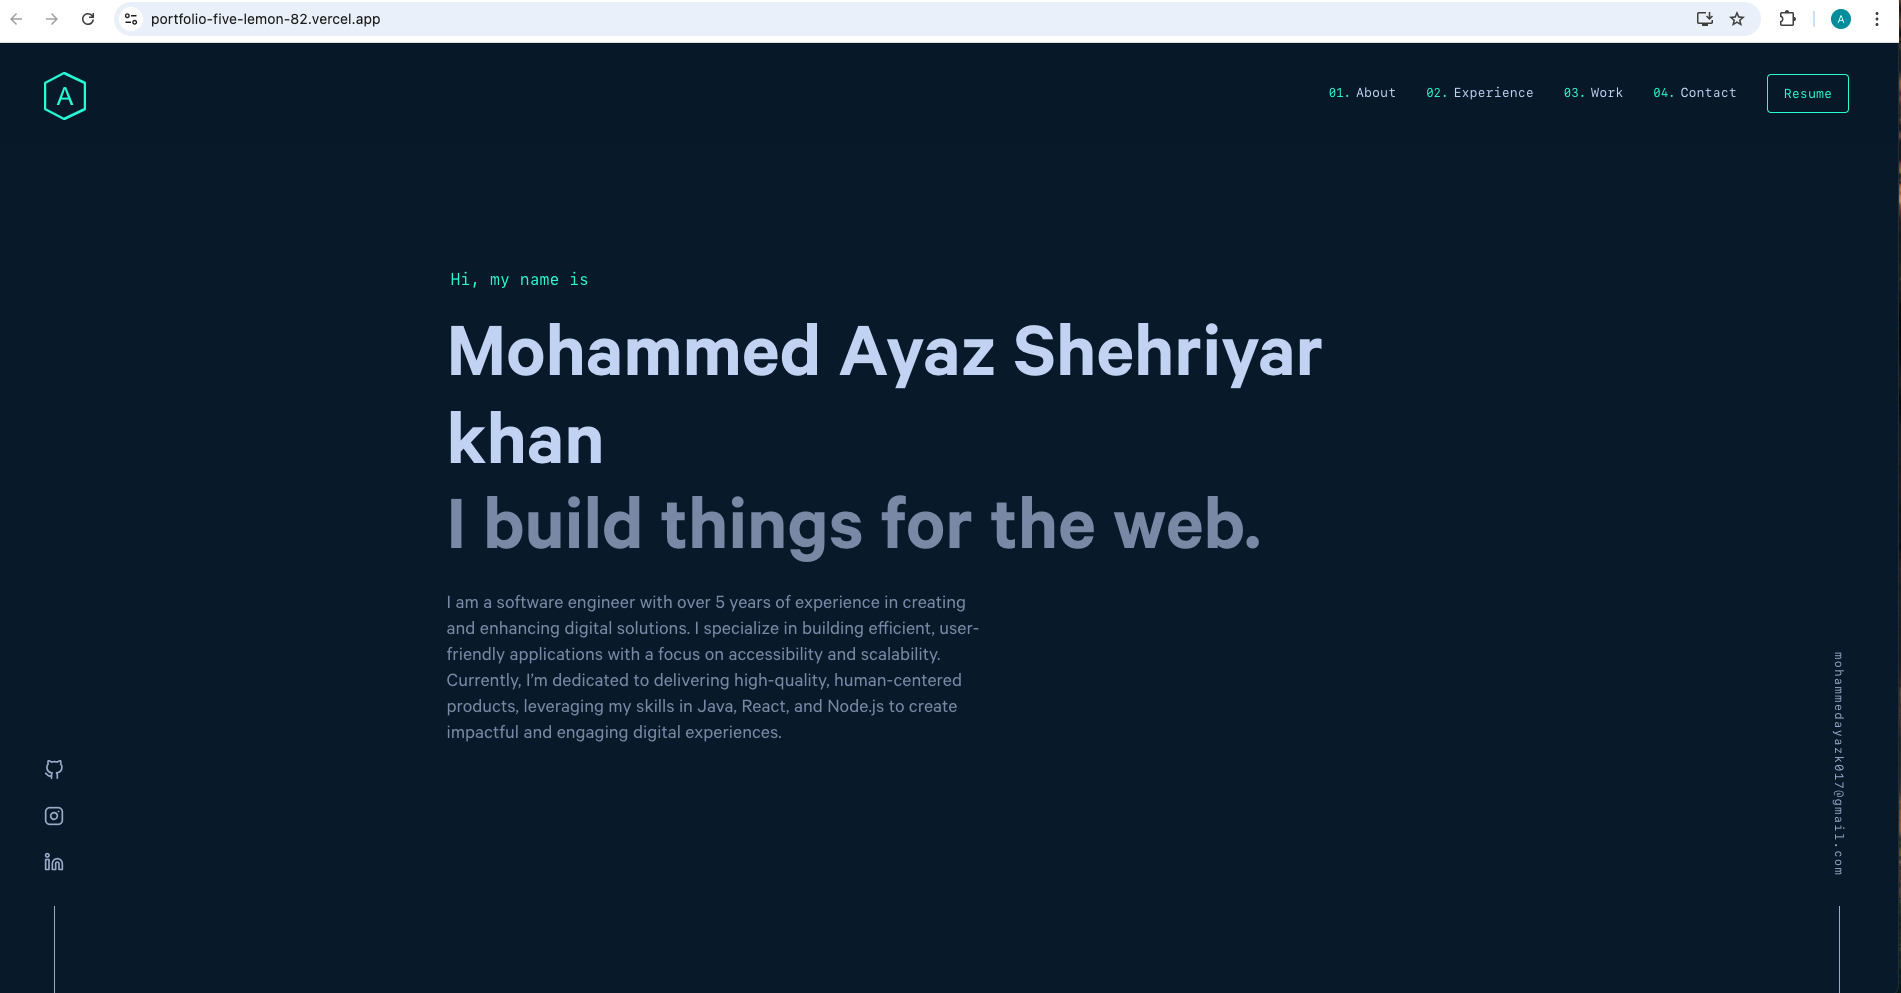 portfolio-five-lemon-82.vercel.app
A
A
01. About 02. Experience 03. Work 04. Contact Resume
Hi, my name is
Mohammed Ayaz Shehriyar
khan
I build things for the web.
I am a software engineer with over 5 years of experience in creating
and enhancing digital solutions. I specialize in building efficient, user-
friendly applications with a focus on accessibility and scalability.
Currently, I'm dedicated to delivering high-quality, human-centered
products, leveraging my skills in Java, React, and Node.js to create
impactful and engaging digital experiences.
mohammedayazk017@gmail.com
in